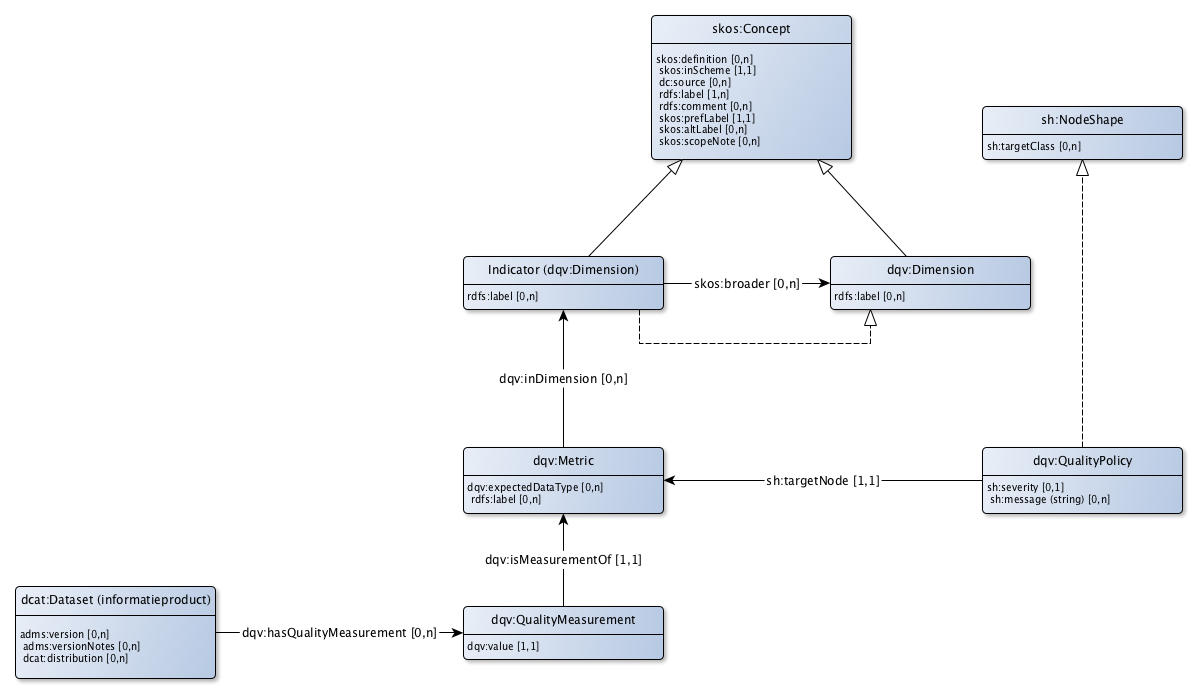 skos:Concept
skos:definition [0,n]
skos:inScheme [1,1]
dc:source [0,n]
rdfs:label [1,n]
rdfs:comment [0,n]
skos:prefLabel [1,1]
skos:altLabel [0,n]
skos:scopeNote [0,n]
sh:NodeShape
sh:targetClass [0,n]
Indicator (dqv:Dimension)
rdfs:label [0,n]
skos:broader [0,n]
dqv:Dimension
rdfs:label [0,n]
dqv:inDimension [0,n]
dqv:Metric
dqv:expectedDataType [0,n]
rdfs:label [0,n]
sh:targetNode [1,1]
dqv:QualityPolicy
sh:severity [0,1]
sh:message (string) [0,n]
dqv:isMeasurementOf [1,1]
dcat:Dataset (informatieproduct)
adms:version [0,n]
adms:versionNotes [0,n]
dcat:distribution [0,n]
dqv:hasQualityMeasurement [0,n]
dqv:QualityMeasurement
dqv:value [1,1]